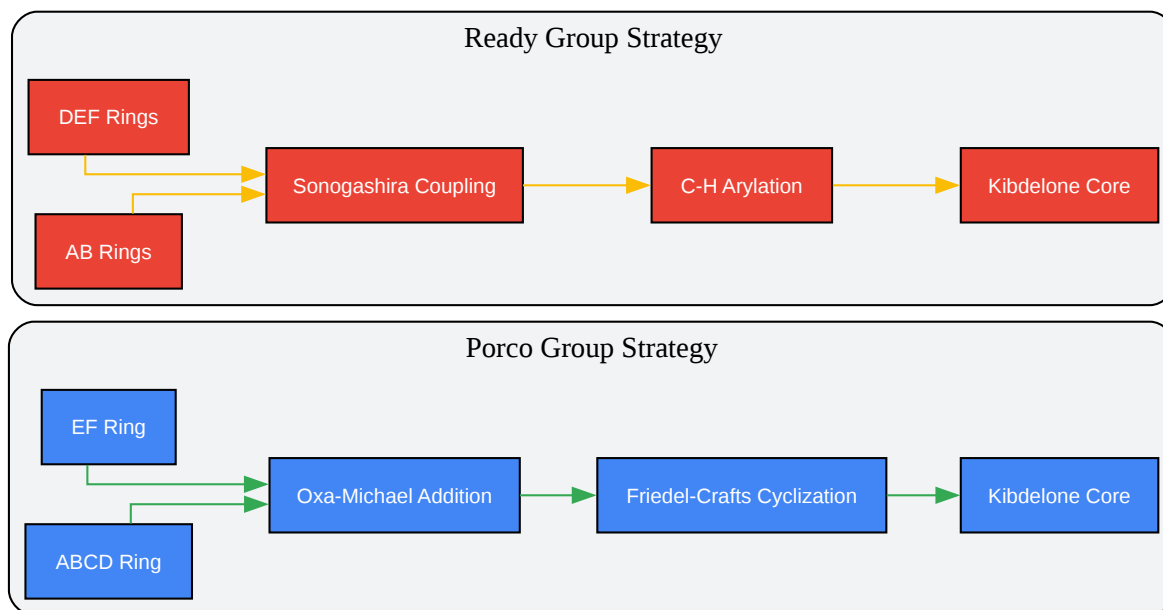 Ready Group Strategy
DEF Rings
AB Rings
Sonogashira Coupling
C-H Arylation
Kibdelone Core
Porco Group Strategy
EF Ring
ABCD Ring
Oxa-Michael Addition
Friedel-Crafts Cyclization
Kibdelone Core